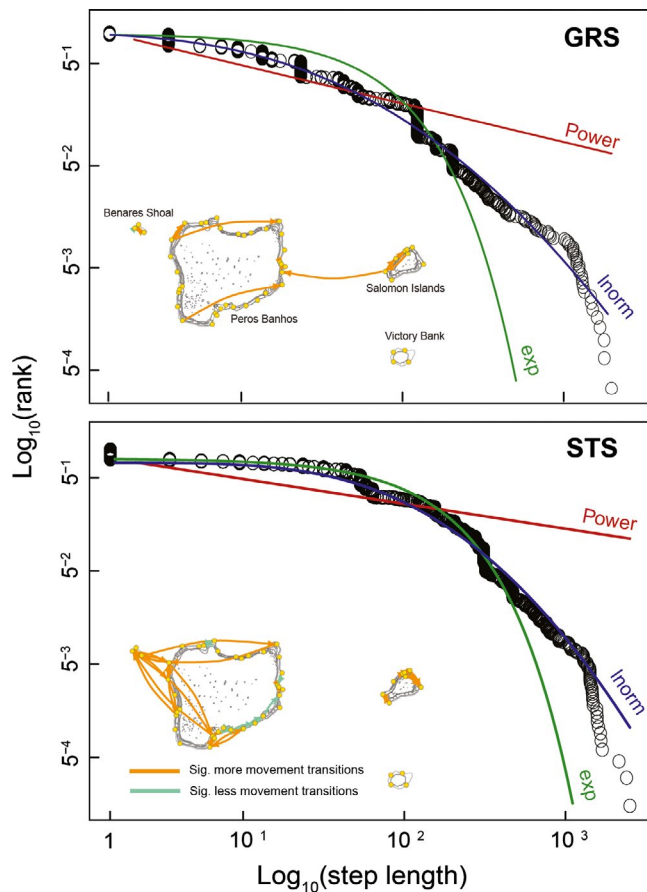 GRS
5⁻¹
Power
5⁻²
Benares Shoal
5⁻³
Salomon Islands
Peros Banhos
lnorm
Victory Bank
exp
5⁻⁴
Log₁₀(rank)
STS
5⁻¹
Power
5⁻²
5⁻³
lnorm
5⁻⁴
Sig. more movement transitions
exp
Sig. less movement transitions
1
10¹
10²
10³
Log₁₀(step length)